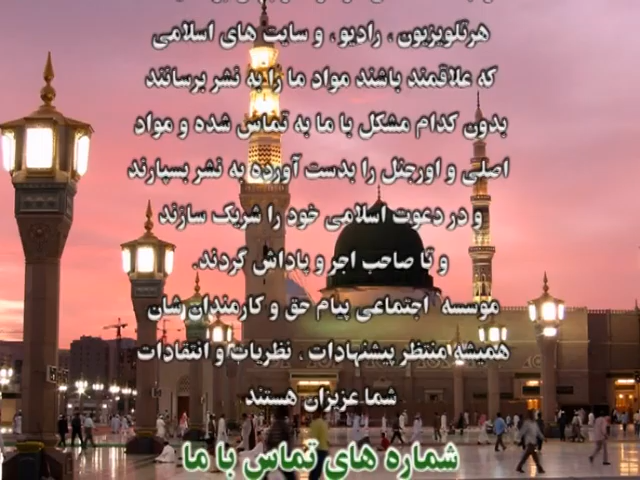 هرتلویزیون ، رادیو ، و سایت های اسلامی
که علاقمند باشند مواد ما را به نشر برسانند
بدون کدام مشکل با ما به تماس شده و مواد
اصلی و اورجنل را بدست آورده به نشر بسپارند
و در دعوت اسلامی خود را شریک سازند
و تا صاحب اجر و پاداش گردند.
موسسه اجتماعی پیام حق و کارمندان شان
همیشه منتظر پیشنهادات ، نظریات و انتقادات
شما عزیزان هستند
شماره های تماس با ما